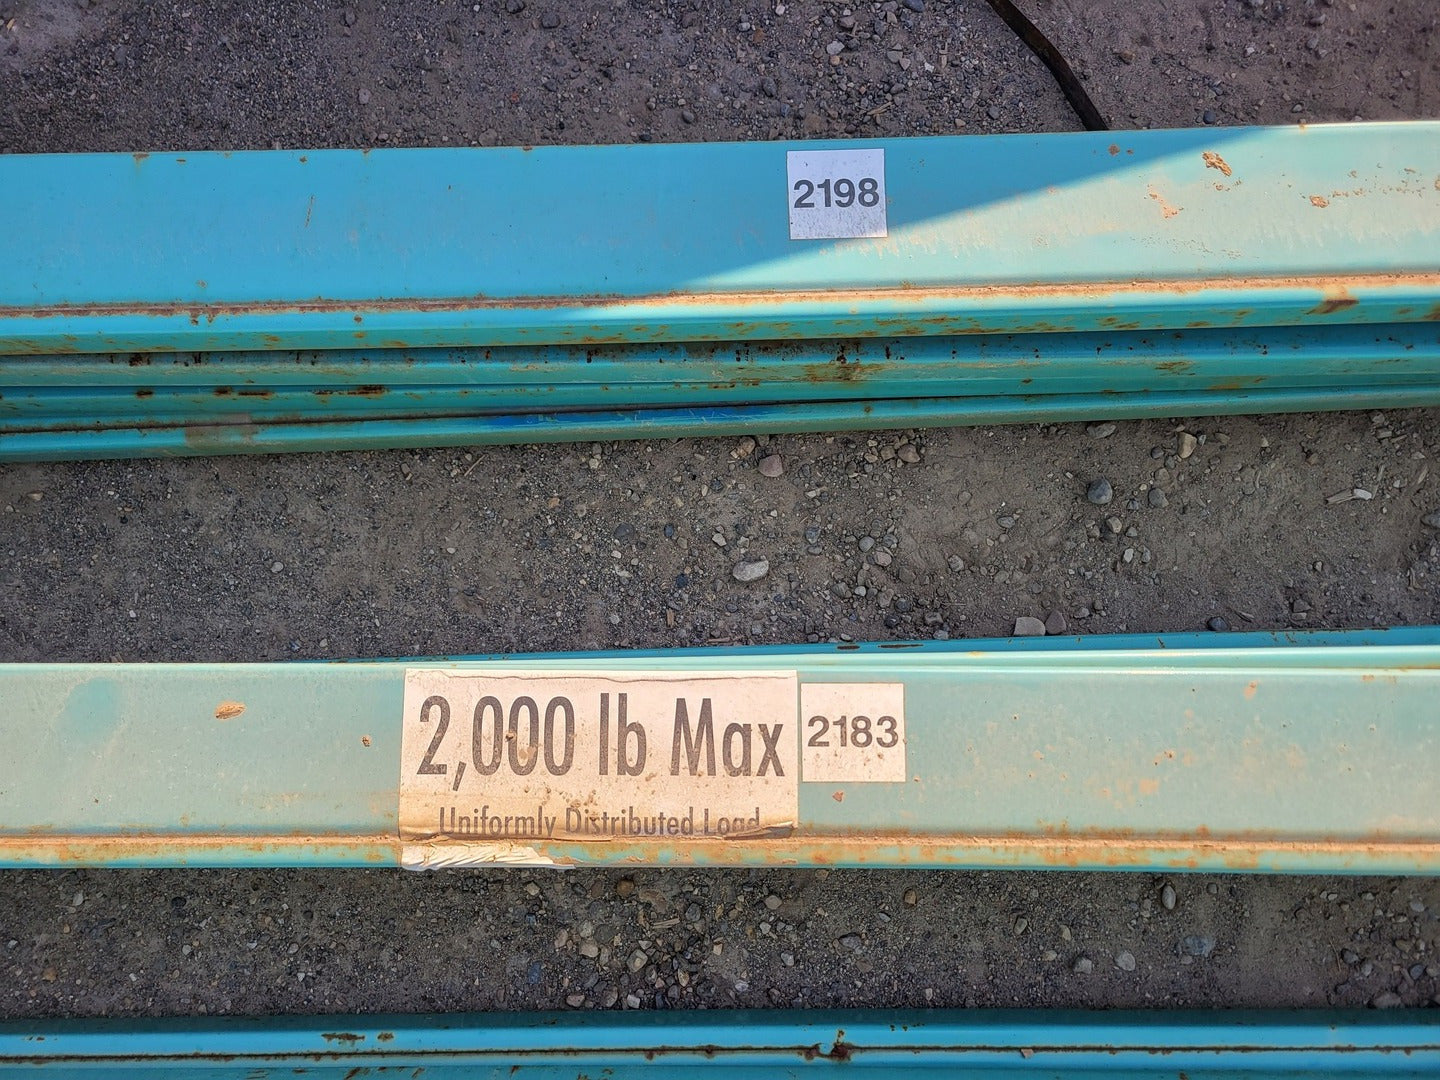 2198
2,000 lb Max
2183
Uniformly Distributed Load